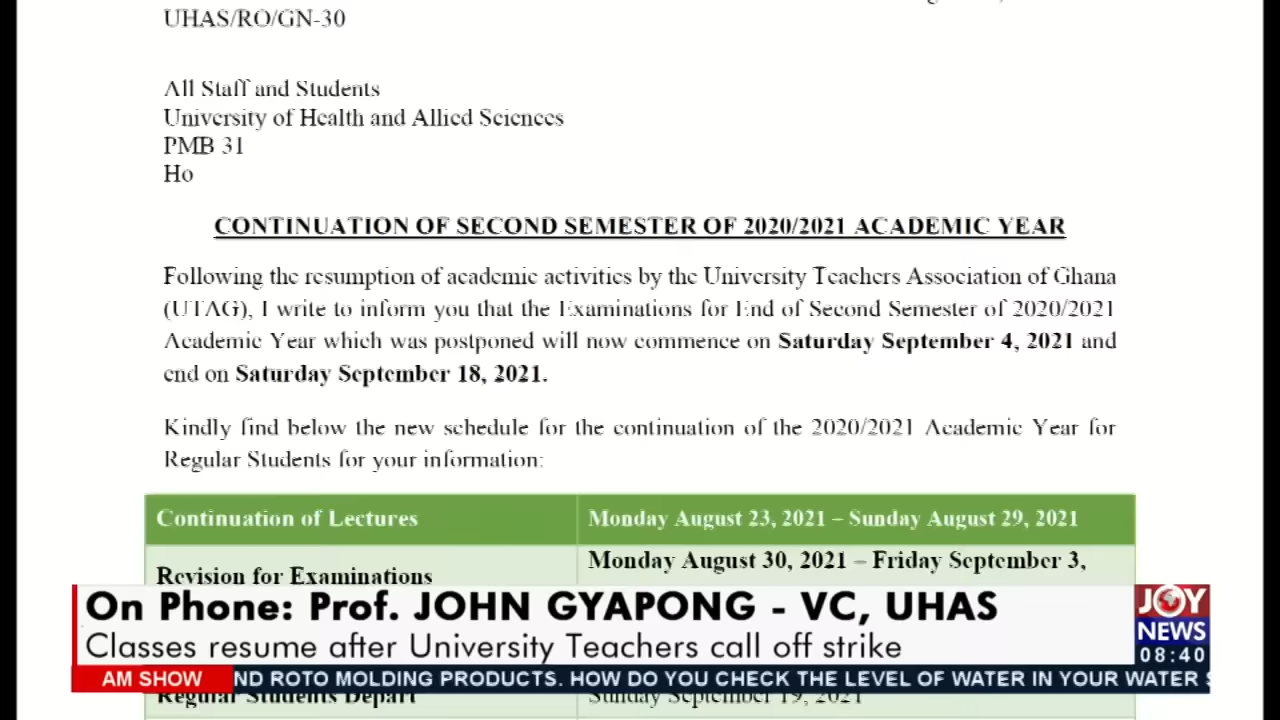 UHAS/RO/GN-30
All Staff and Students
University of Health and Allied Sciences
PMB 31
Ho
CONTINUATION OF SECOND SEMESTER OF 2020/2021 ACADEMIC YEAR
Following the resumption of academic activities by the University Teachers Association of Ghana
(UTAG), I write to inform you that the Examinations for End of Second Semester of 2020/2021
Academic Year which was postponed will now commence on Saturday September 4, 2021 and
end on Saturday September 18, 2021.
Kindly find below the new schedule for the continuation of the 2020/2021 Academic Year for
Regular Students for your information:
Continuation of Lectures
Monday August 23, 2021 – Sunday August 29, 2021
Revision for Examinations
Monday August 30, 2021 – Friday September 3,
On Phone: Prof. JOHN GYAPONG - VC, UHAS
Classes resume after University Teachers call off strike
JOY
NEWS
08:40
AM SHOW
ND ROTO MOLDING PRODUCTS. HOW DO YOU CHECK THE LEVEL OF WATER IN YOUR WATER
Regular Students Depart
Sunday September 19, 2021